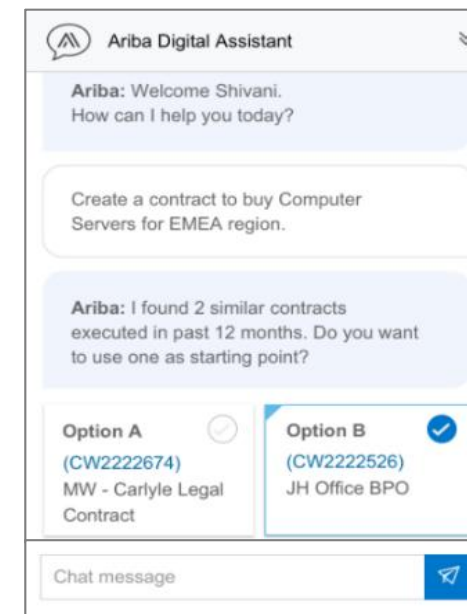 Ariba Digital Assistant
Ariba: Welcome Shivani.
How can I help you today?
Create a contract to buy Computer
Servers for EMEA region.
Ariba: I found 2 similar contracts
executed in past 12 months. Do you want
to use one as starting point?
Option A
(CW2222674)
MW - Carlyle Legal
Contract
Option B
(CW2222526)
JH Office BPO
Chat message